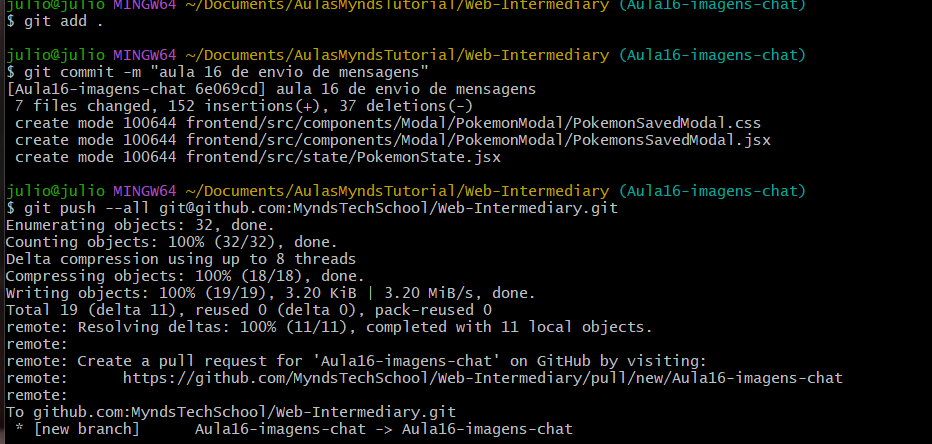 julio@julio MINGW64 ~/Documents/AulasMyndsTutorial/Web-Intermediary (Aula16-imagens-chat)
$ git add .
julio@julio MINGW64 ~/Documents/AulasMyndsTutorial/Web-Intermediary (Aula16-imagens-chat)
$ git commit -m "aula 16 de envio de mensagens"
[Aula16-imagens-chat 6e069cd] aula 16 de envio de mensagens
 7 files changed, 152 insertions(+), 37 deletions(-)
 create mode 100644 frontend/src/components/Modal/PokemonModal/PokemonSavedModal.css
 create mode 100644 frontend/src/components/Modal/PokemonModal/PokemonsSavedModal.jsx
 create mode 100644 frontend/src/state/PokemonState.jsx
julio@julio MINGW64 ~/Documents/AulasMyndsTutorial/Web-Intermediary (Aula16-imagens-chat)
$ git push --all git@github.com:MyndsTechSchool/Web-Intermediary.git
Enumerating objects: 32, done.
Counting objects: 100% (32/32), done.
Delta compression using up to 8 threads
Compressing objects: 100% (18/18), done.
Writing objects: 100% (19/19), 3.20 KiB | 3.20 MiB/s, done.
Total 19 (delta 11), reused 0 (delta 0), pack-reused 0
remote: Resolving deltas: 100% (11/11), completed with 11 local objects.
remote:
remote: Create a pull request for 'Aula16-imagens-chat' on GitHub by visiting:
remote:      https://github.com/MyndsTechSchool/Web-Intermediary/pull/new/Aula16-imagens-chat
remote:
To github.com:MyndsTechSchool/Web-Intermediary.git
 * [new branch]      Aula16-imagens-chat -> Aula16-imagens-chat